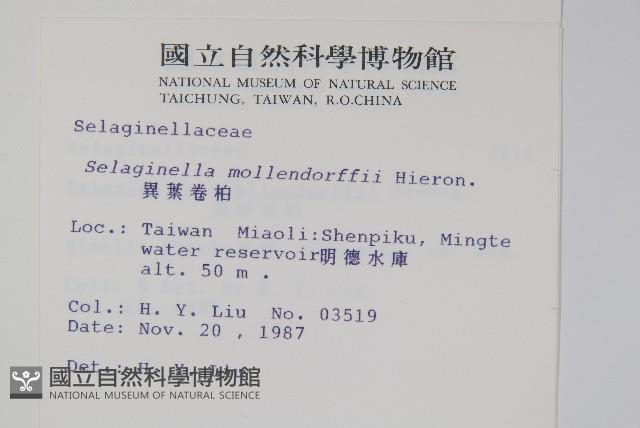 國立自然科學博物館
NATIONAL MUSEUM OF NATURAL SCIENCE
TAICHUNG, TAIWAN, R.O.CHINA
Selaginellaceae
Selaginella mollendorffii Hieron.
異葉卷柏
Loc.: Taiwan Miaoli:Shenpiku, Mingte
water reservoir明德水庫
alt. 50 m .
Col.: H. Y. Liu No. 03519
Date: Nov. 20 , 1987
Det.: H. Y. Liu
國立自然科學博物館
NATIONAL MUSEUM OF NATURAL SCIENCE